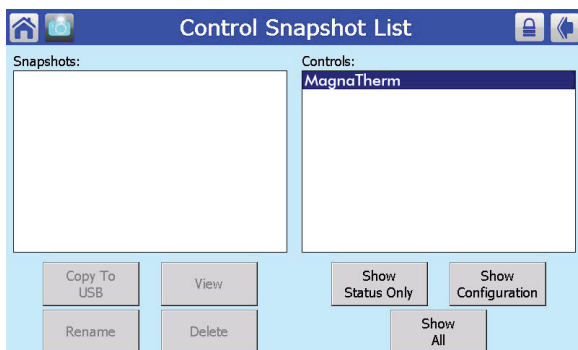 Control Snapshot List
Snapshots:
Controls:
MagnaTherm
Copy To
USB
View
Show
Status Only
Show
Configuration
Rename
Delete
Show
All